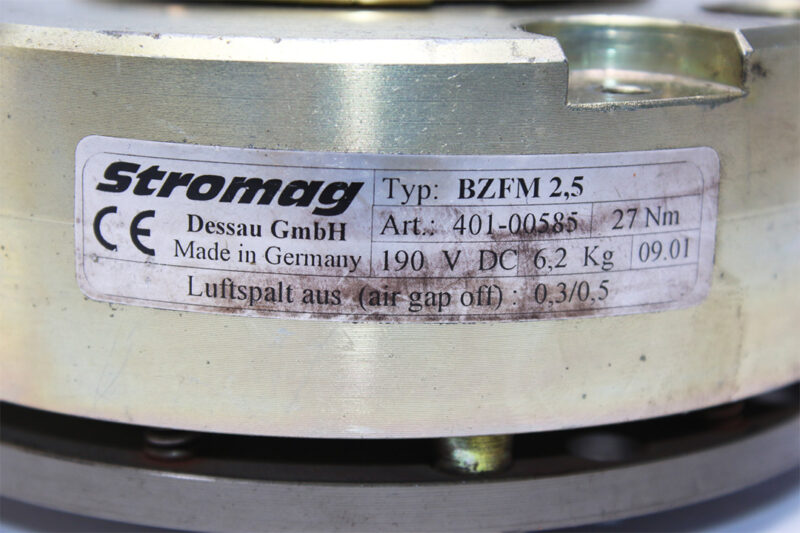 Stromag
CE
Dessau GmbH
Made in Germany
Typ: BZFM 2,5
Art.: 401-00585 27 Nm
190 V DC 6,2 Kg 09.01
Luftspalt aus (air gap off) : 0,3/0,5